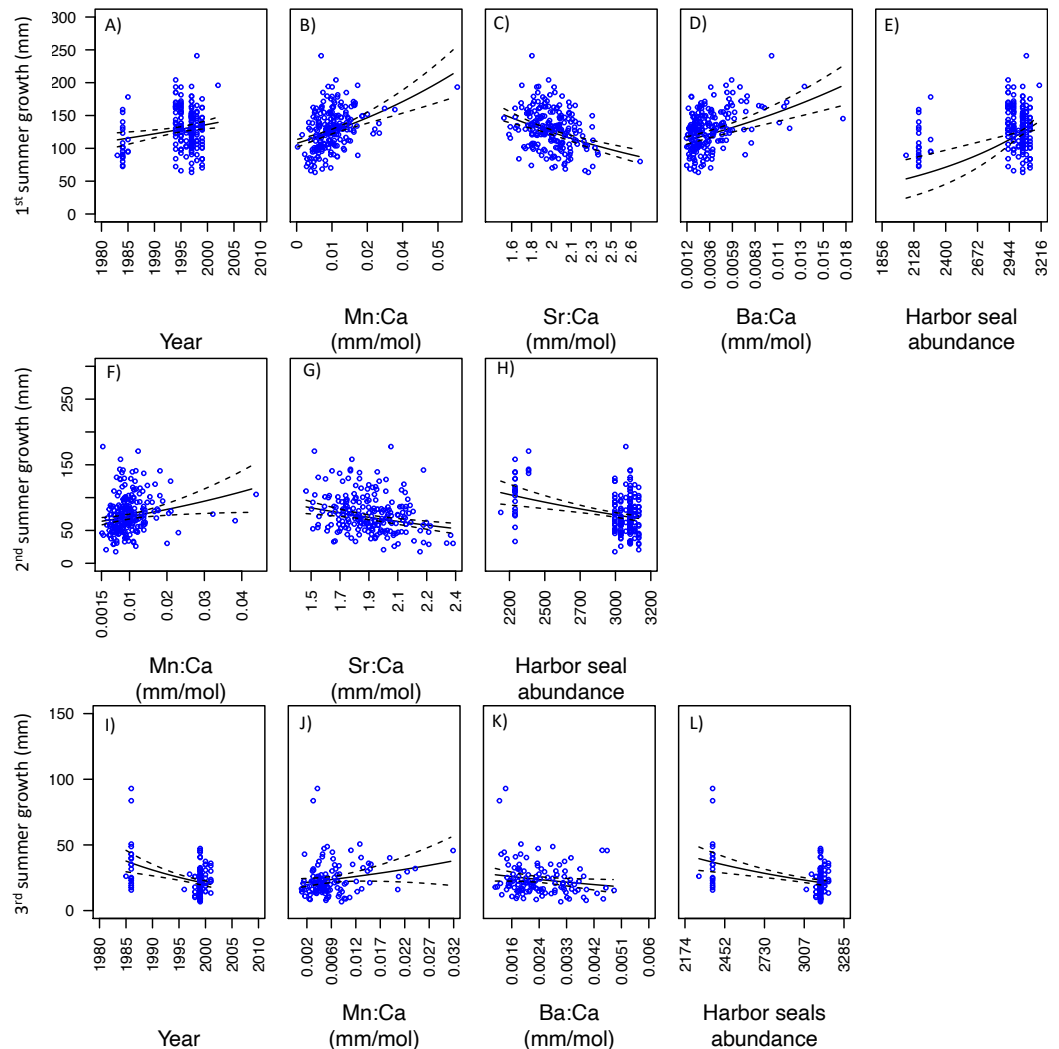 1st summer growth (mm)
300
250
200
150
100
50
0
A)
B)
C)
D)
E)
1980
1985
1990
1995
2000
2005
2010
0
0.01
0.02
0.04
0.05
1.6
1.8
2
2.1
2.3
2.5
2.6
0.0012
0.0036
0.0059
0.0083
0.011
0.013
0.015
0.018
1856
2128
2400
2672
2944
3216
Year
Mn:Ca
(mm/mol)
Sr:Ca
(mm/mol)
Ba:Ca
(mm/mol)
Harbor seal
abundance
2nd summer growth (mm)
250
150
50
0
F)
G)
H)
0.0015
0.01
0.02
0.03
0.04
1.5
1.7
1.9
2.1
2.2
2.4
2200
2500
2700
3000
3200
Mn:Ca
(mm/mol)
Sr:Ca
(mm/mol)
Harbor seal
abundance
3rd summer growth (mm)
150
100
50
0
I)
J)
K)
L)
1980
1985
1990
1995
2000
2005
2010
0.002
0.007
0.012
0.017
0.022
0.027
0.032
0.0016
0.0024
0.0033
0.0042
0.0051
0.006
2174
2452
2730
3007
3285
Year
Mn:Ca
(mm/mol)
Ba:Ca
(mm/mol)
Harbor seals
abundance